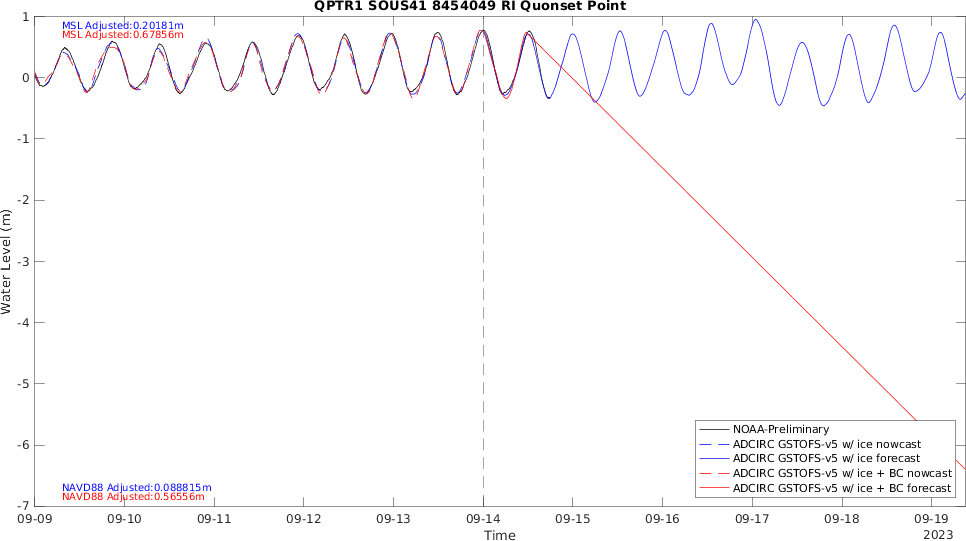 QPTR1 SOUS41 8454049 RI Quonset Point
MSL Adjusted:0.20181m
MSL Adjusted:0.67856m
1
0
-1
-2
-3
-4
-5
-6
-7
Water Level (m)
NAVD88 Adjusted:0.088815m
NAVD88 Adjusted:0.56556m
NOAA-Preliminary
ADCIRC GSTOFS-v5 w/ ice nowcast
ADCIRC GSTOFS-v5 w/ ice forecast
ADCIRC GSTOFS-v5 w/ ice + BC nowcast
ADCIRC GSTOFS-v5 w/ ice + BC forecast
09-09 09-10 09-11 09-12 09-13 09-14 09-15 09-16 09-17 09-18 09-19
Time
2023